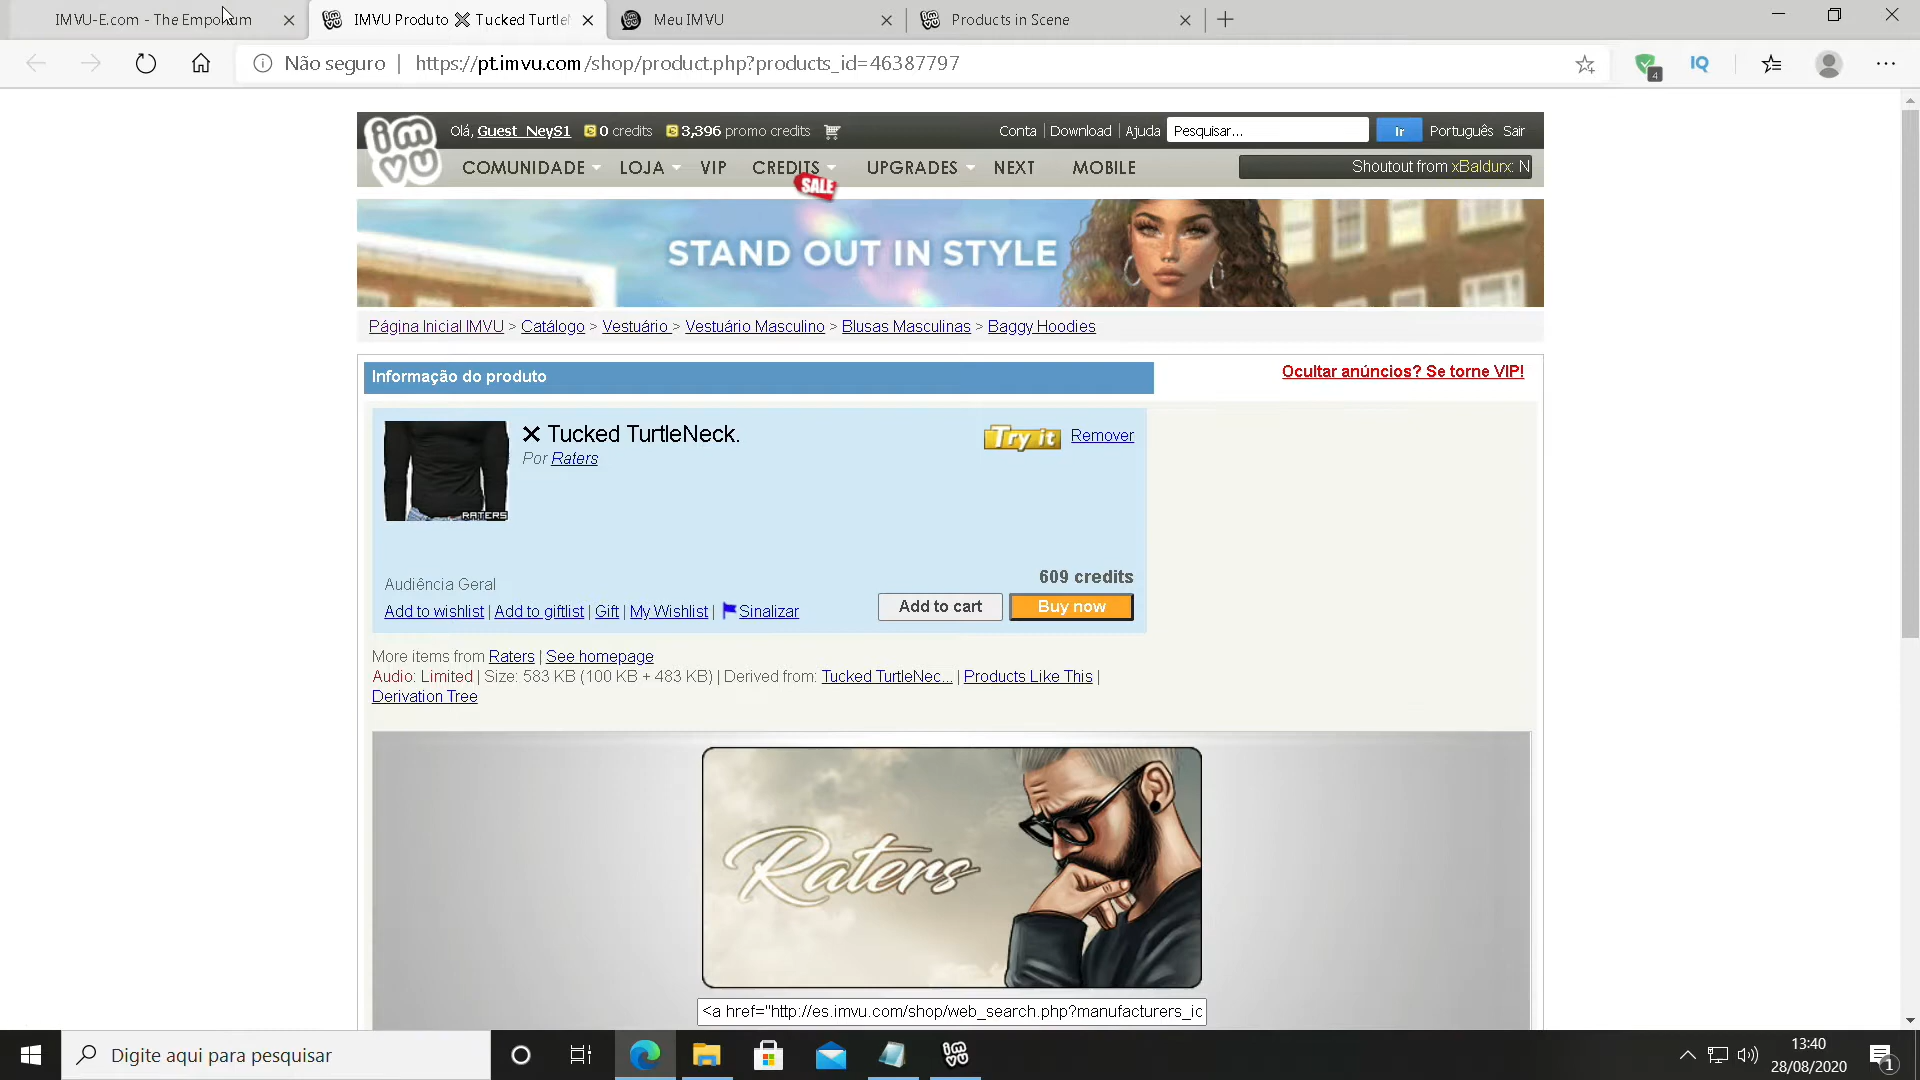 IMVU-E.com - The Emporium
IMVU Produto ✕ Tucked Turtle
Meu IMVU
Products in Scene
Não seguro | https://pt.imvu.com/shop/product.php?products_id=46387797
4
IQ
imvu
Olá, Guest_NeyS1 0 credits 3,396 promo credits
Conta | Download | Ajuda Pesquisar... Ir Português Sair
COMUNIDADE LOJA VIP CREDITS UPGRADES NEXT MOBILE
SALE
Shoutout from xBaldurx: N
STAND OUT IN STYLE
Página Inicial IMVU > Catálogo > Vestuário > Vestuário Masculino > Blusas Masculinas > Baggy Hoodies
Informação do produto
Ocultar anúncios? Se torne VIP!
✕ Tucked TurtleNeck.
Try it Remover
Por Raters
RATERS
609 credits
Audiência Geral
Add to wishlist | Add to giftlist | Gift | My Wishlist | Sinalizar
Add to cart Buy now
More items from Raters | See homepage
Audio: Limited | Size: 583 KB (100 KB + 483 KB) | Derived from: Tucked TurtleNec... | Products Like This |
Derivation Tree
Raters
<a href="http://es.imvu.com/shop/web_search.php?manufacturers_ic
Digite aqui para pesquisar
13:40
28/08/2020
1